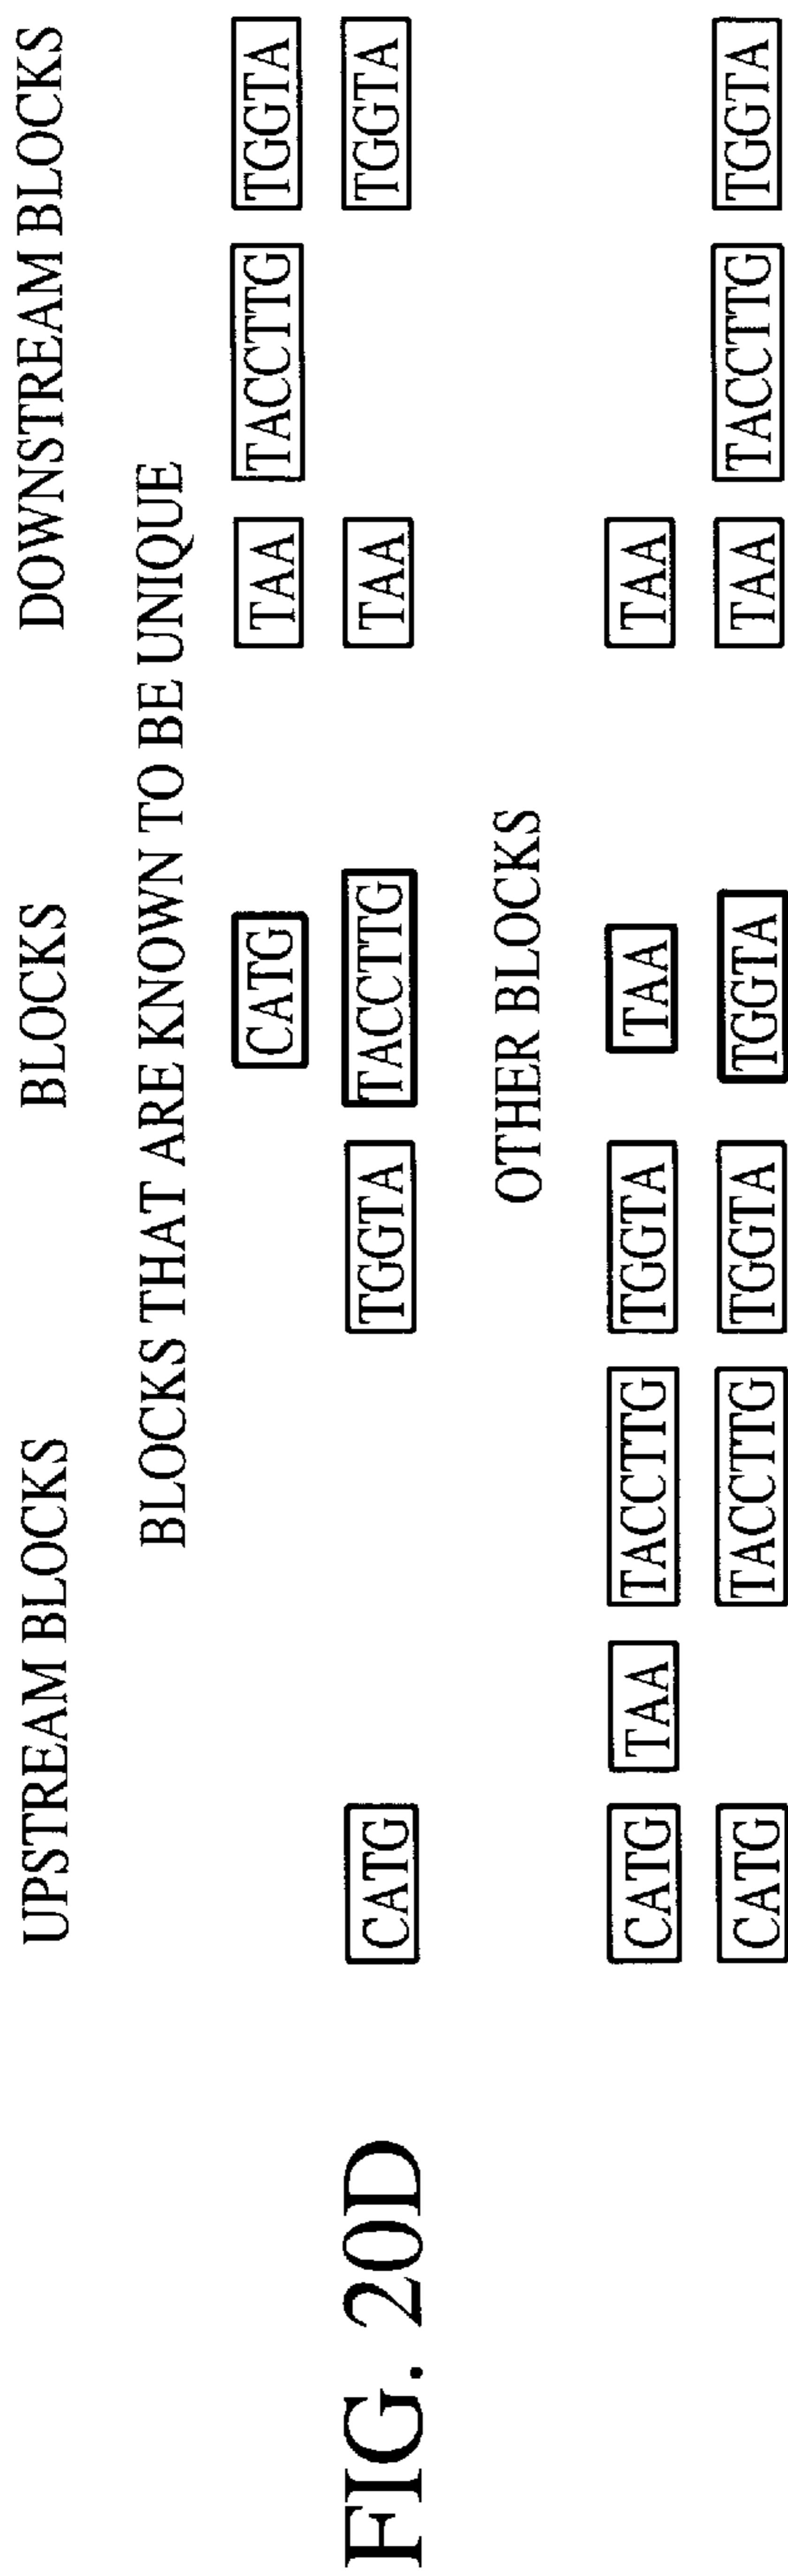 UPSTREAM BLOCKS BLOCKS DOWNSTREAM BLOCKS
BLOCKS THAT ARE KNOWN TO BE UNIQUE
CATG TAA TACCTTG TGGTA
FIG. 20D CATG TGGTA TACCTTG TAA TGGTA
OTHER BLOCKS
CATG TAA TACCTTG TGGTA TAA TAA
CATG TACCTTG TGGTA TGGTA TAA TACCTTG TGGTA